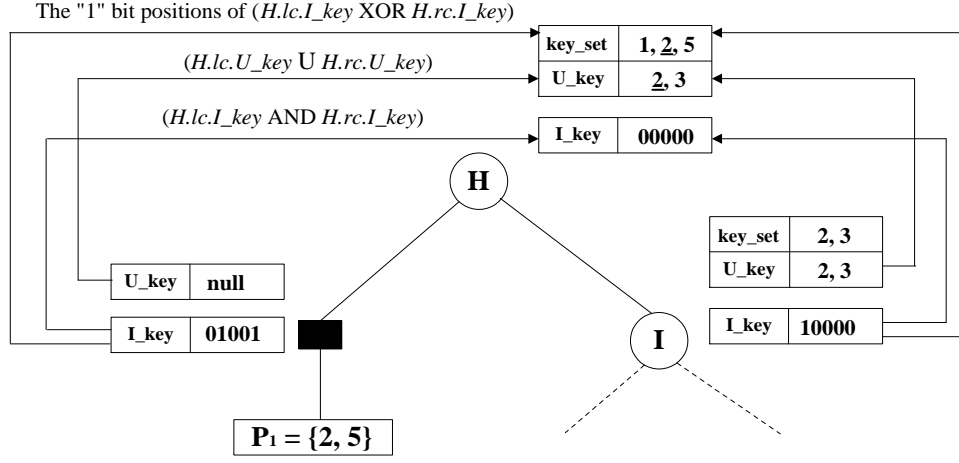 The "1" bit positions of (H.lc.I_key XOR H.rc.I_key)
key_set 1, 2, 5
(H.lc.U_key U H.rc.U_key)
U_key 2, 3
(H.lc.I_key AND H.rc.I_key)
I_key 00000
H
key_set 2, 3
U_key null
U_key 2, 3
I_key 01001
I
I_key 10000
P1 = {2, 5}